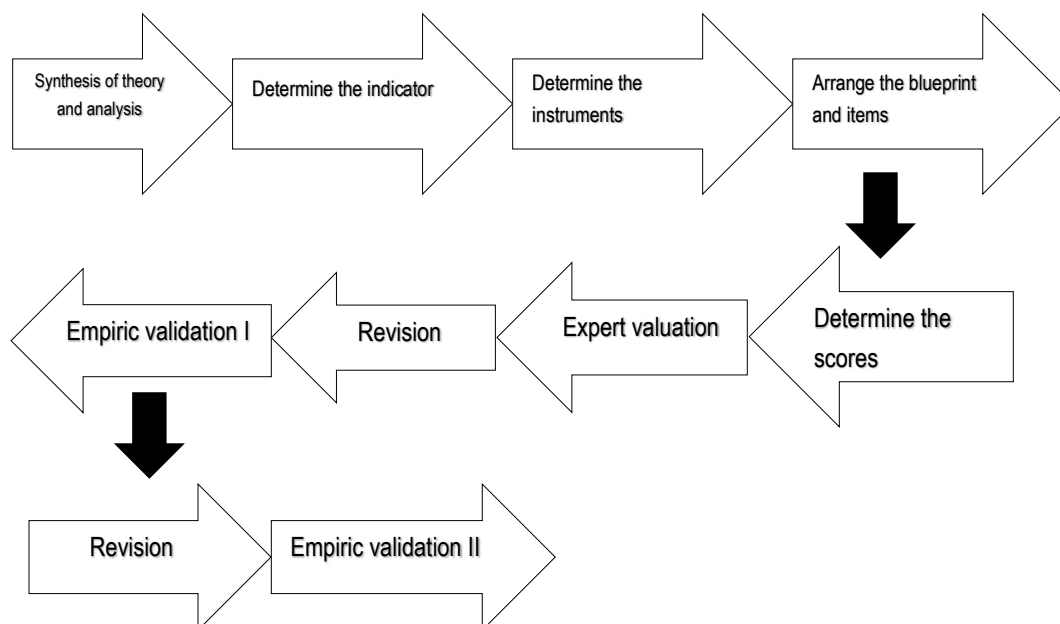 Synthesis of theory
and analysis
Determine the indicator
Determine the
instruments
Arrange the blueprint
and items
Determine the
scores
Expert valuation
Revision
Empiric validation I
Revision
Empiric validation II